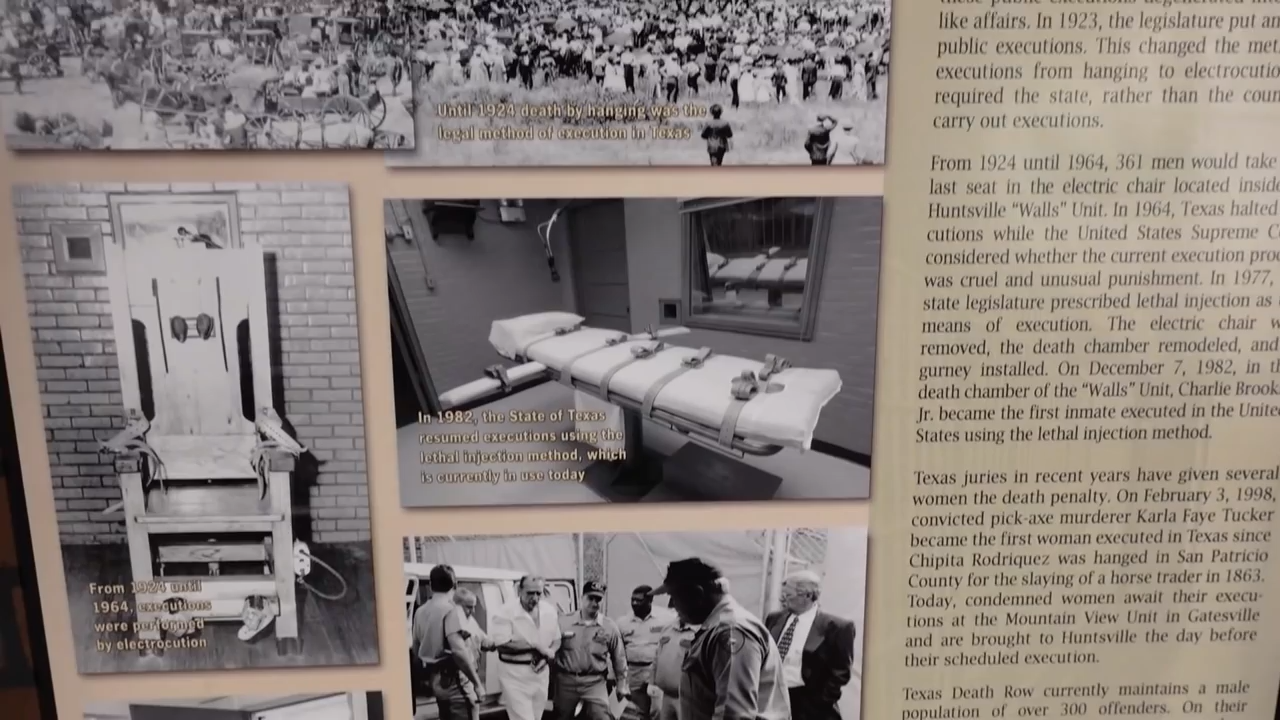 Until 1924 death by hanging was the
legal method of execution in Texas
In 1982, the State of Texas
resumed executions using the
lethal injection method, which
is currently in use today
From 1924 until
1964, executions
were performed
by electrocution
these public executions degenerated
like affairs. In 1923, the legislature put
public executions. This changed the
executions from hanging to
required the state, rather than the
carry out executions.
From 1924 until 1964, 361 men would take
last seat in the electric chair located
Huntsville “Walls” Unit. In 1964, Texas halted
cutions while the United States Supreme
considered whether the current execution
was cruel and unusual punishment. In 1977,
state legislature prescribed lethal injection as
means of execution. The electric chair
removed, the death chamber remodeled, and
gurney installed. On December 7, 1982, in
death chamber of the “Walls” Unit, Charlie
Jr. became the first inmate executed in the
States using the lethal injection method.
Texas juries in recent years have given several
women the death penalty. On February 3, 1998,
convicted pick-axe murderer Karla Faye Tucker
became the first woman executed in Texas since
Chipita Rodriquez was hanged in San Patricio
County for the slaying of a horse trader in 1863.
Today, condemned women await their execu-
tions at the Mountain View Unit in Gatesville
and are brought to Huntsville the day before
their scheduled execution.
Texas Death Row currently maintains a male
population of over 300 offenders. On their